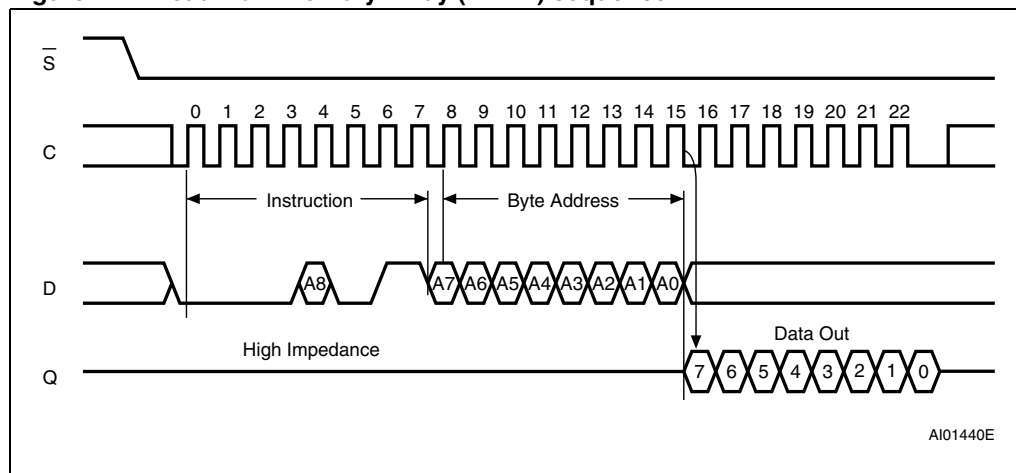 S
0 1 2 3 4 5 6 7 8 9 10 11 12 13 14 15 16 17 18 19 20 21 22
C
Instruction Byte Address
D A8 A7 A6 A5 A4 A3 A2 A1 A0
High Impedance Data Out
Q 7 6 5 4 3 2 1 0
AI01440E